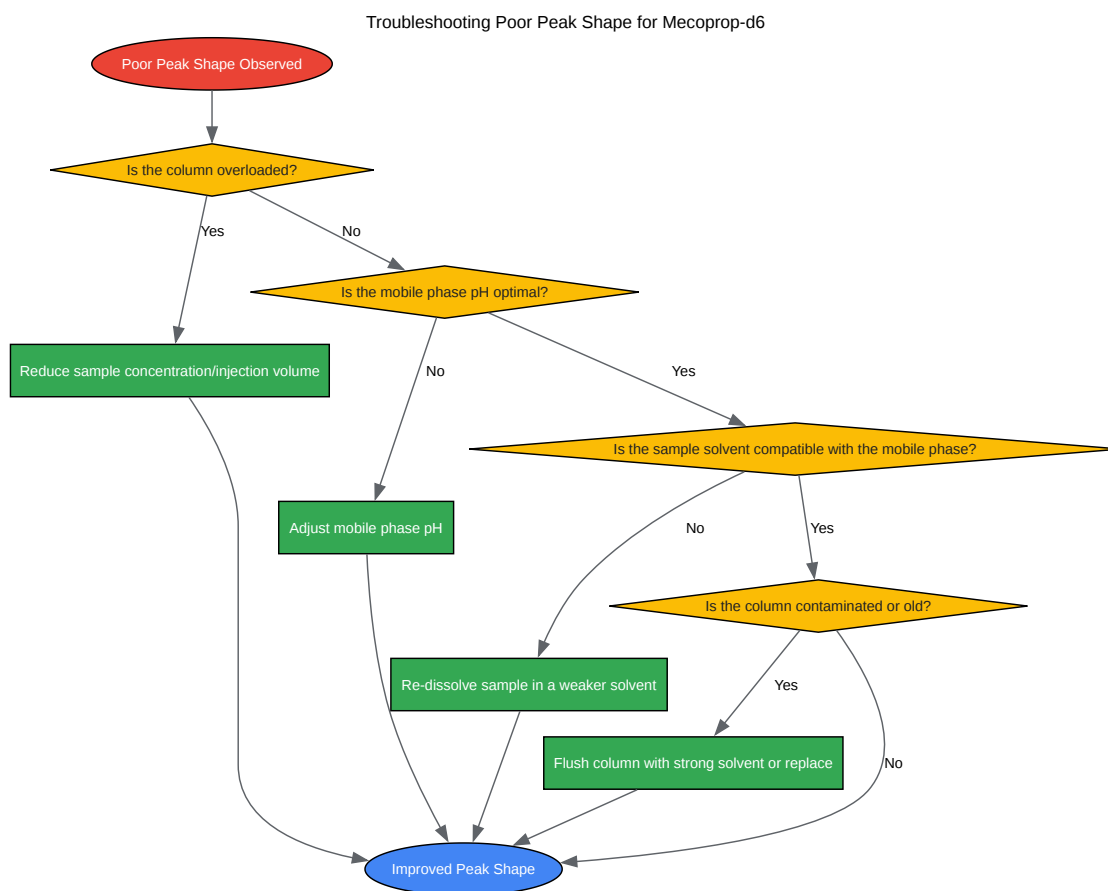 Troubleshooting Poor Peak Shape for Mecoprop-d6
Poor Peak Shape Observed
Is the column overloaded?
Yes
No
Is the mobile phase pH optimal?
Reduce sample concentration/injection volume
No
Yes
Is the sample solvent compatible with the mobile phase?
Adjust mobile phase pH
No
Yes
Is the column contaminated or old?
Re-dissolve sample in a weaker solvent
Yes
Flush column with strong solvent or replace
No
Improved Peak Shape